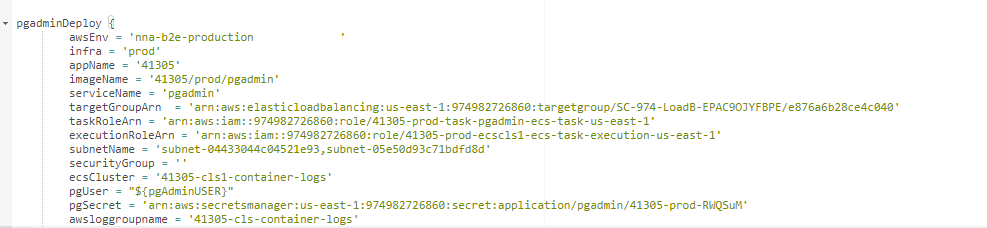 pgadminDeploy {
awsEnv = 'nna-b2e-production            '
infra = 'prod'
appName = '41305'
imageName = '41305/prod/pgadmin'
serviceName = 'pgadmin'
targetGroupArn  = 'arn:aws:elasticloadbalancing:us-east-1:974982726860:targetgroup/SC-974-LoadB-EPAC9OJYFBPE/e876a6b28ce4c040'
taskRoleArn = 'arn:aws:iam::974982726860:role/41305-prod-task-pgadmin-ecs-task-us-east-1'
executionRoleArn = 'arn:aws:iam::974982726860:role/41305-prod-ecscls1-ecs-task-execution-us-east-1'
subnetName = 'subnet-04433044c04521e93,subnet-05e50d93c71bdfd8d'
securityGroup = ''
ecsCluster = '41305-cls1-container-logs'
pgUser = "${pgAdminUSER}"
pgSecret = 'arn:aws:secretsmanager:us-east-1:974982726860:secret:application/pgadmin/41305-prod-RWQSuM'
awsloggroupname = '41305-cls-container-logs'